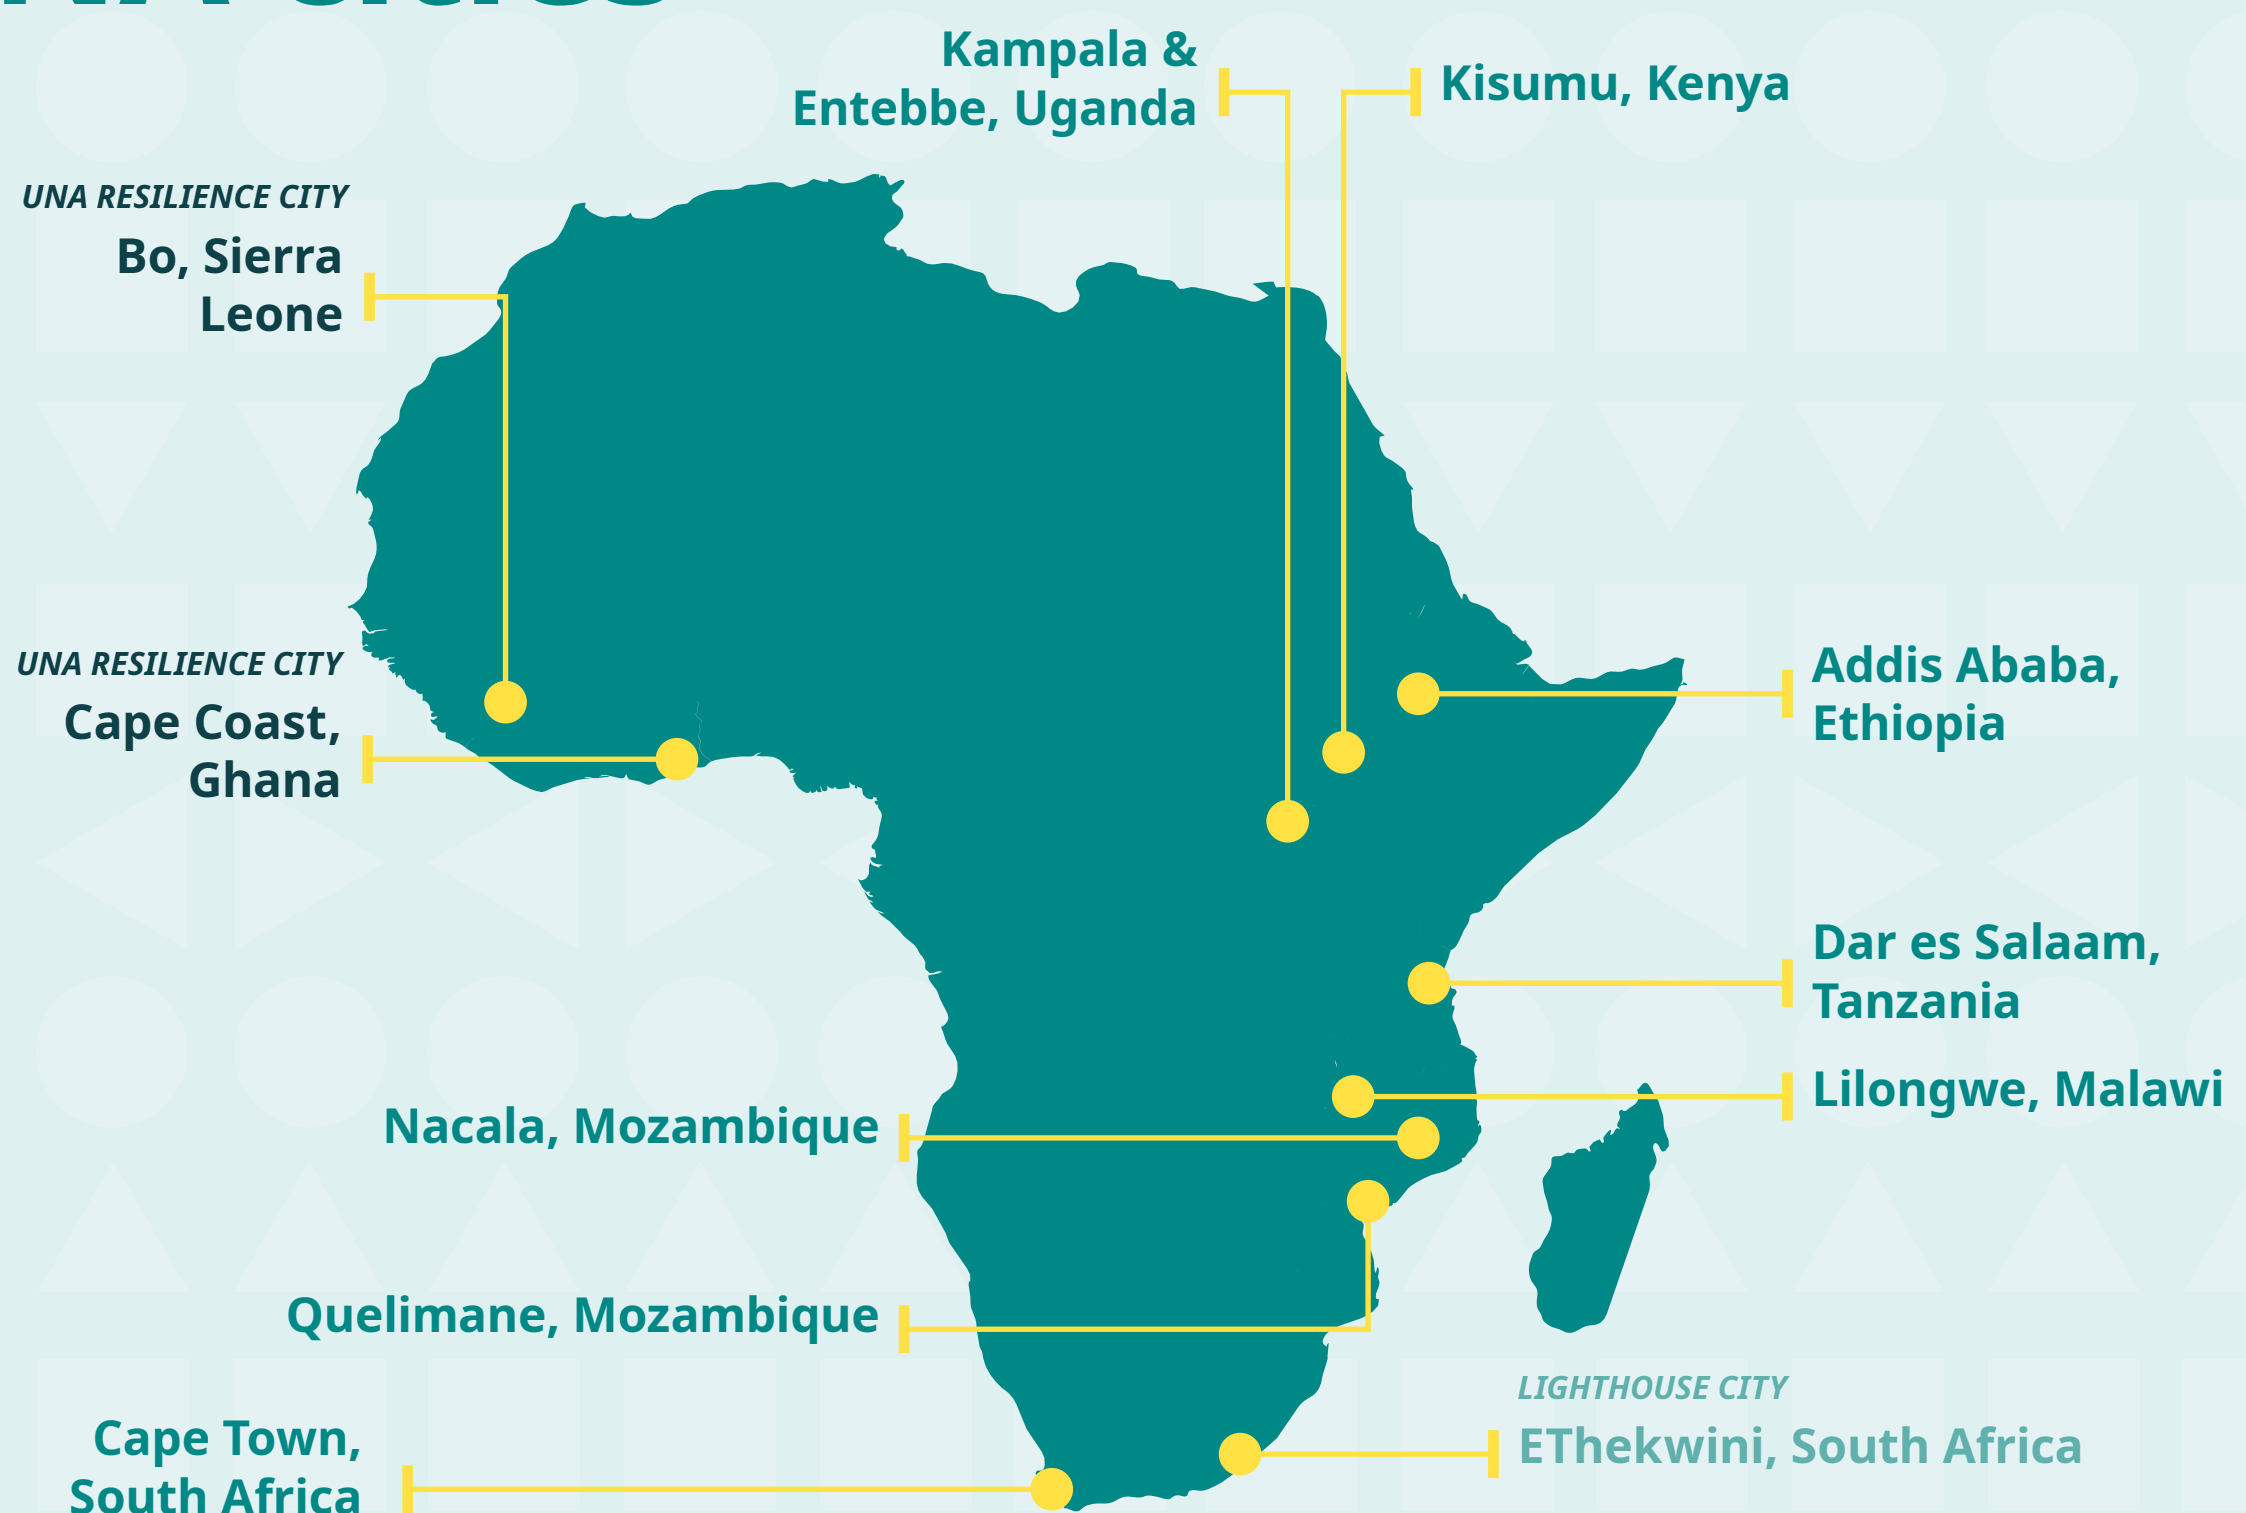 Kampala &
Entebbe, Uganda
Kisumu, Kenya
UNA RESILIENCE CITY
Bo, Sierra
Leone
UNA RESILIENCE CITY
Cape Coast,
Ghana
Addis Ababa,
Ethiopia
Dar es Salaam,
Tanzania
Lilongwe, Malawi
Nacala, Mozambique
Quelimane, Mozambique
LIGHTHOUSE CITY
EThekwini, South Africa
Cape Town,
South Africa